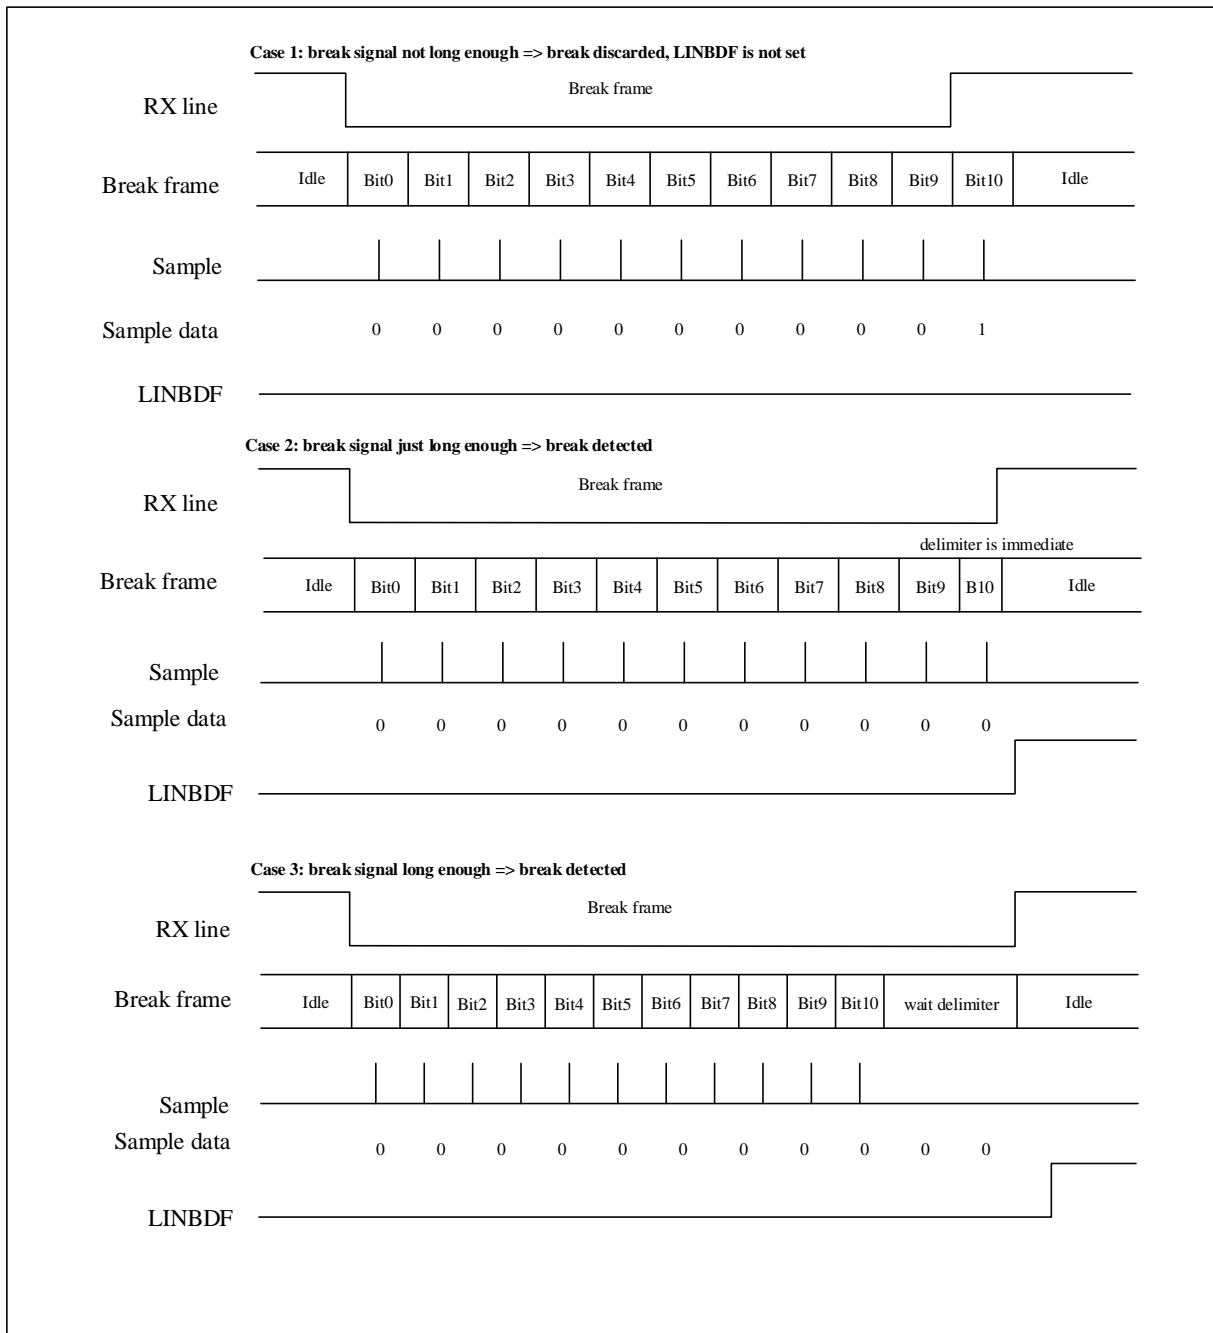 Case 1: break signal not long enough => break discarded, LINBDF is not set
RX line
Break frame
Break frame
Idle Bit0 Bit1 Bit2 Bit3 Bit4 Bit5 Bit6 Bit7 Bit8 Bit9 Bit10 Idle
Sample
Sample data
0 0 0 0 0 0 0 0 0 0 1
LINBDF
Case 2: break signal just long enough => break detected
RX line
Break frame
delimiter is immediate
Break frame
Idle Bit0 Bit1 Bit2 Bit3 Bit4 Bit5 Bit6 Bit7 Bit8 Bit9 B10 Idle
Sample
Sample data
0 0 0 0 0 0 0 0 0 0 0
LINBDF
Case 3: break signal long enough => break detected
RX line
Break frame
Break frame
Idle Bit0 Bit1 Bit2 Bit3 Bit4 Bit5 Bit6 Bit7 Bit8 Bit9 Bit10 wait delimiter Idle
Sample
Sample data
0 0 0 0 0 0 0 0 0 0 0
LINBDF